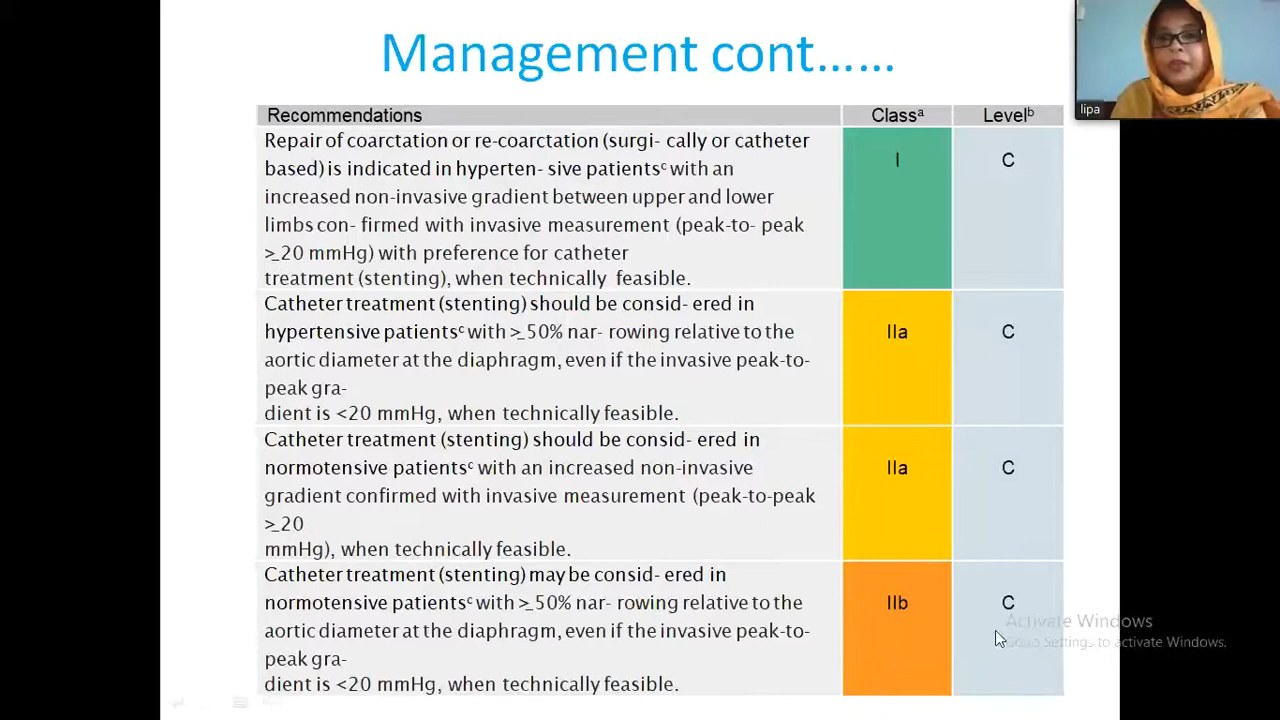 Management cont……
lipa
Recommendations Classᵃ Levelᵇ
Repair of coarctation or re-coarctation (surgi- cally or catheter
based) is indicated in hyperten- sive patientsᶜ with an
increased non-invasive gradient between upper and lower
limbs con- firmed with invasive measurement (peak-to- peak
>_20 mmHg) with preference for catheter
treatment (stenting), when technically feasible.
I C
Catheter treatment (stenting) should be consid- ered in
hypertensive patientsᶜ with >_50% nar- rowing relative to the
aortic diameter at the diaphragm, even if the invasive peak-to-
peak gra-
dient is <20 mmHg, when technically feasible.
IIa C
Catheter treatment (stenting) should be consid- ered in
normotensive patientsᶜ with an increased non-invasive
gradient confirmed with invasive measurement (peak-to-peak
>_20
mmHg), when technically feasible.
IIa C
Catheter treatment (stenting) may be consid- ered in
normotensive patientsᶜ with >_50% nar- rowing relative to the
aortic diameter at the diaphragm, even if the invasive peak-to-
peak gra-
dient is <20 mmHg, when technically feasible.
IIb C
Activate Windows
Go to Settings to activate Windows.